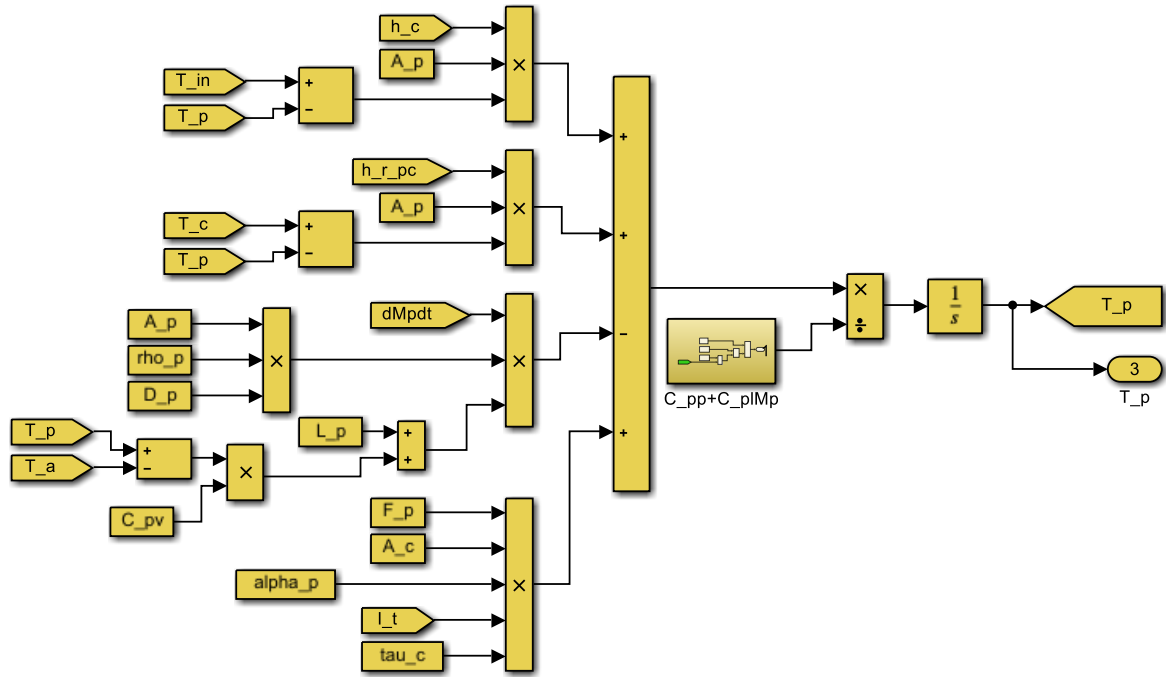 h_c
A_p
×
T_in
T_p
+
−
h_r_pc
A_p
×
T_c
T_p
+
−
dMpdt
A_p
rho_p
D_p
×
×
L_p
+
+
T_p
T_a
+
−
×
C_pv
F_p
A_c
alpha_p
I_t
tau_c
×
+
+
−
+
C_pp+C_plMp
×
÷
1
s
T_p
3
T_p